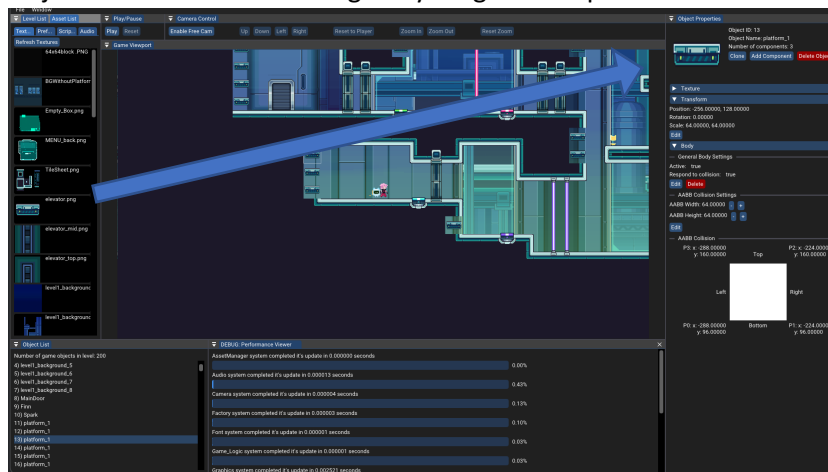 File Window
Level List Asset List
Text... Pref... Scrip... Audio
Refresh Textures
64x64block .PNG
BGWithoutPlatforr
Empty_Box.png
MENU_back.png
TileSheet.png
elevator.png
elevator_mid.png
elevator_top.png
level1_backgrounc
level1_backgrounc
Play/Pause
Play Reset
Camera Control
Enable Free Cam Up Down Left Right Reset to Player Zoom In Zoom Out Reset Zoom
Game Viewport
Object Properties
Object ID: 13
Object Name: platform_1
Number of components: 3
Clone Add Component Delete Objec
Texture
Transform
Position: -256.00000, 128.00000
Rotation: 0.00000
Scale: 64.00000, 64.00000
Edit
Body
General Body Settings
Active: true
Respond to collision: true
Edit Delete
AABB Collision Settings
AABB Width: 64.00000 - +
AABB Height: 64.00000 - +
Edit
AABB Collision
P3: x: -288.00000 P2: x: -224.0000
y: 160.00000 Top y: 160.00000
Left Right
P0: x: -288.00000 Bottom P1: x: -224.0000
y: 96.00000 y: 96.00000
Object List
Number of game objects in level: 200
4) level1_background_5
5) level1_background_6
6) level1_background_7
7) level1_background_8
8) MainDoor
9) Finn
10) Spark
11) platform_1
12) platform_1
13) platform_1
14) platform_1
15) platform_1
16) platform_1
DEBUG: Performance Viewer
AssetManager system completed it's update in 0.000000 seconds
0.00%
Audio system completed it's update in 0.000013 seconds
0.43%
Camera system completed it's update in 0.000004 seconds
0.13%
Factory system completed it's update in 0.000003 seconds
0.10%
Font system completed it's update in 0.000001 seconds
0.03%
Game_Logic system completed it's update in 0.000001 seconds
0.03%
Graphics system completed it's update in 0.002521 seconds